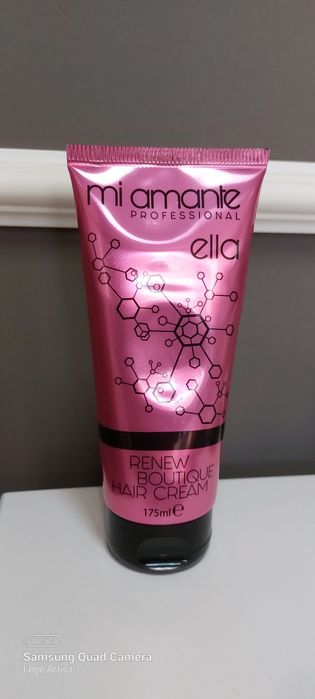 mi amante
PROFESSIONAL
ella
RENEW
BOUTIQUE
HAIR CREAM
175ml e
Samsung Quad Camera
Lege Artis t